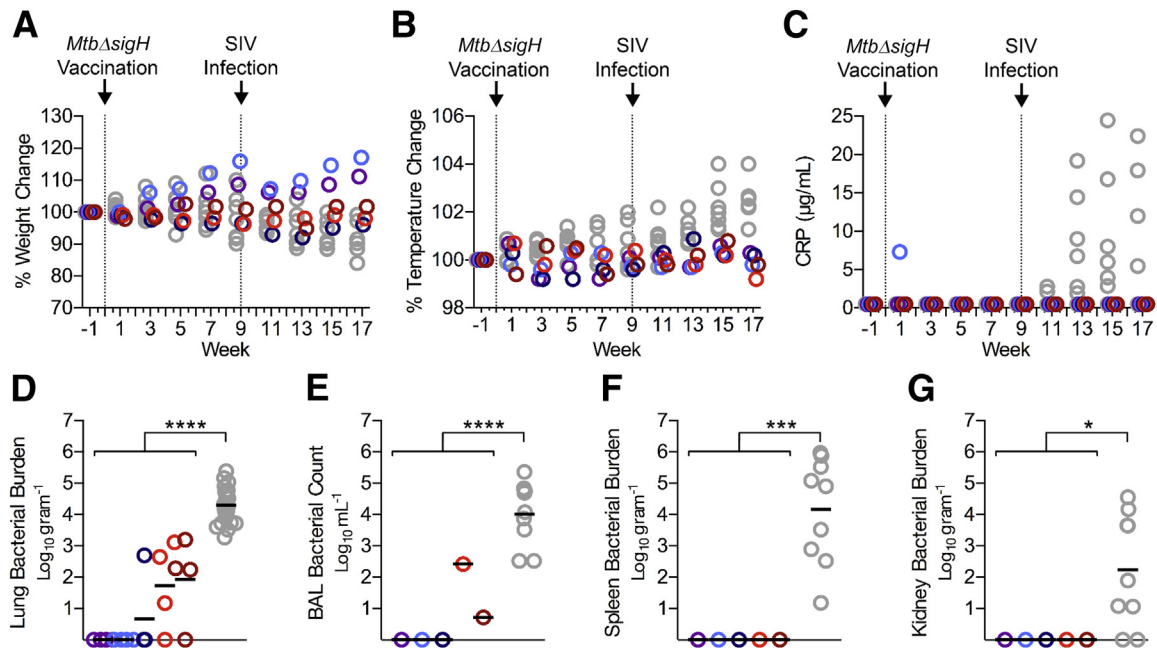 A
MtbΔsigH
Vaccination
SIV
Infection
% Weight Change
130
120
110
100
90
80
70
-1 1 3 5 7 9 11 13 15 17
Week
B
MtbΔsigH
Vaccination
SIV
Infection
% Temperature Change
106
104
102
100
98
-1 1 3 5 7 9 11 13 15 17
Week
C
MtbΔsigH
Vaccination
SIV
Infection
CRP (µg/mL)
25
20
15
10
5
0
-1 1 3 5 7 9 11 13 15 17
Week
D
Lung Bacterial Burden
Log10 gram-1
7
6
5
4
3
2
1
****
E
BAL Bacterial Count
Log10 mL-1
7
6
5
4
3
2
1
****
F
Spleen Bacterial Burden
Log10 gram-1
7
6
5
4
3
2
1
***
G
Kidney Bacterial Burden
Log10 gram-1
7
6
5
4
3
2
1
*